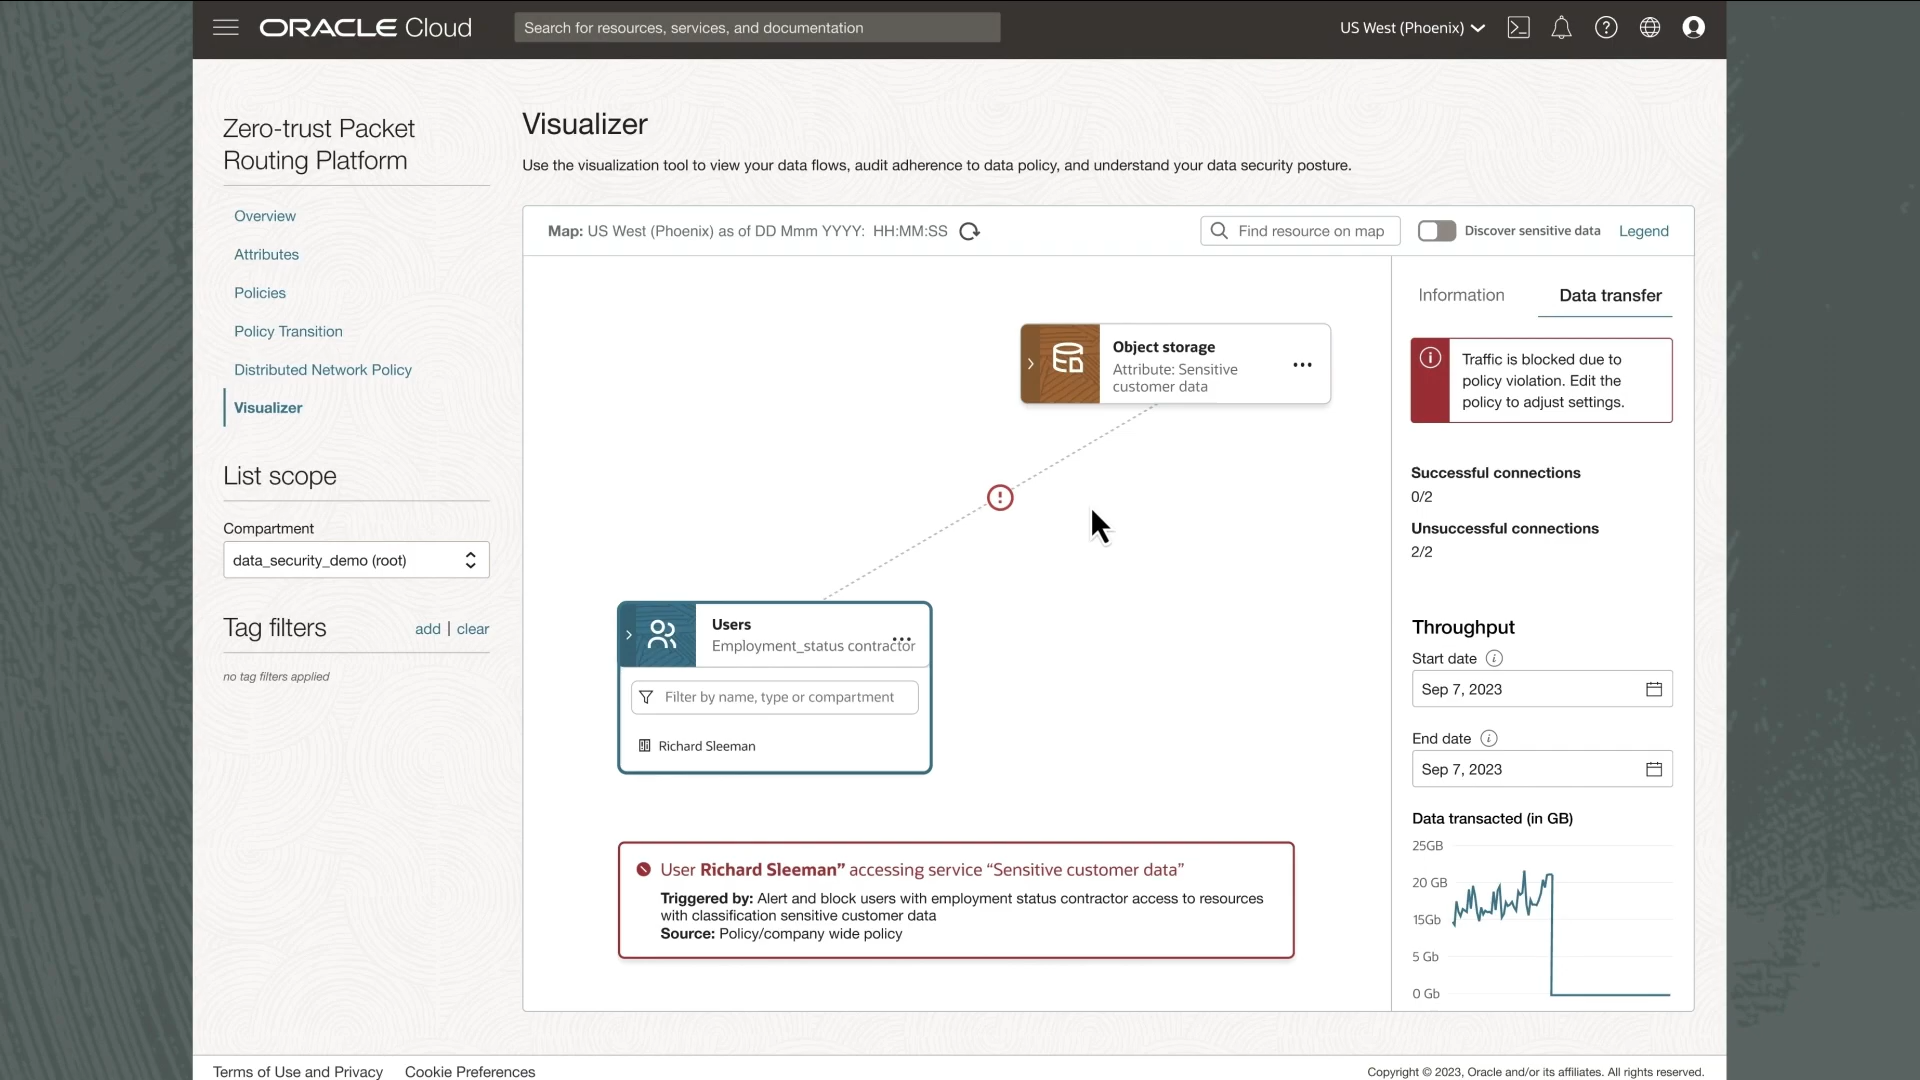 ORACLE Cloud
Search for resources, services, and documentation
US West (Phoenix)
Zero-trust Packet
Routing Platform
Overview
Attributes
Policies
Policy Transition
Distributed Network Policy
Visualizer
List scope
Compartment
data_security_demo (root)
Tag filters
add | clear
no tag filters applied
Visualizer
Use the visualization tool to view your data flows, audit adherence to data policy, and understand your data security posture.
Map: US West (Phoenix) as of DD Mmm YYYY: HH:MM:SS
Find resource on map
Discover sensitive data
Legend
Object storage
Attribute: Sensitive
customer data
Users
Employment_status contractor
Filter by name, type or compartment
Richard Sleeman
User Richard Sleeman” accessing service “Sensitive customer data”
Triggered by: Alert and block users with employment status contractor access to resources
with classification sensitive customer data
Source: Policy/company wide policy
Information
Data transfer
Traffic is blocked due to
policy violation. Edit the
policy to adjust settings.
Successful connections
0/2
Unsuccessful connections
2/2
Throughput
Start date
Sep 7, 2023
End date
Sep 7, 2023
Data transacted (in GB)
25GB
20 GB
15Gb
5 Gb
0 Gb
Terms of Use and Privacy
Cookie Preferences
Copyright © 2023, Oracle and/or its affiliates. All rights reserved.